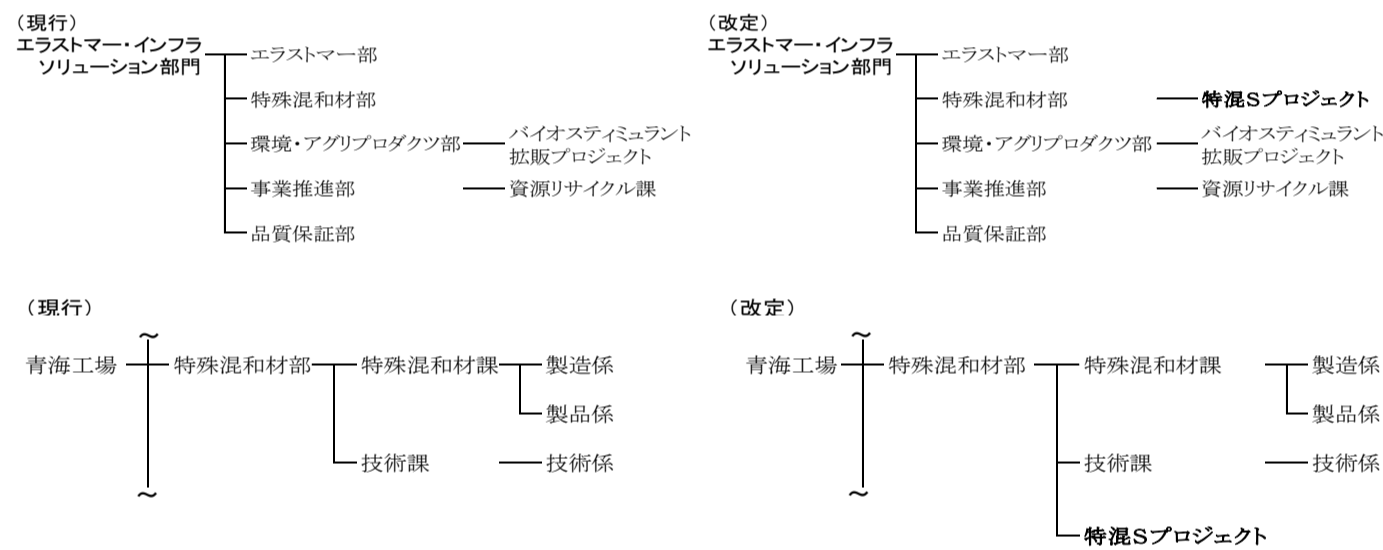 （現行）
エラストマー・インフラ
ソリューション部門
エラストマー部
特殊混和材部
環境・アグリプロダクツ部
バイオスティミュラント
拡販プロジェクト
事業推進部
資源リサイクル課
品質保証部
（改定）
エラストマー・インフラ
ソリューション部門
エラストマー部
特殊混和材部
特混Sプロジェクト
環境・アグリプロダクツ部
バイオスティミュラント
拡販プロジェクト
事業推進部
資源リサイクル課
品質保証部
（現行）
青海工場
特殊混和材部
特殊混和材課
製造係
製品係
技術課
技術係
（改定）
青海工場
特殊混和材部
特殊混和材課
製造係
製品係
技術課
技術係
特混Sプロジェクト